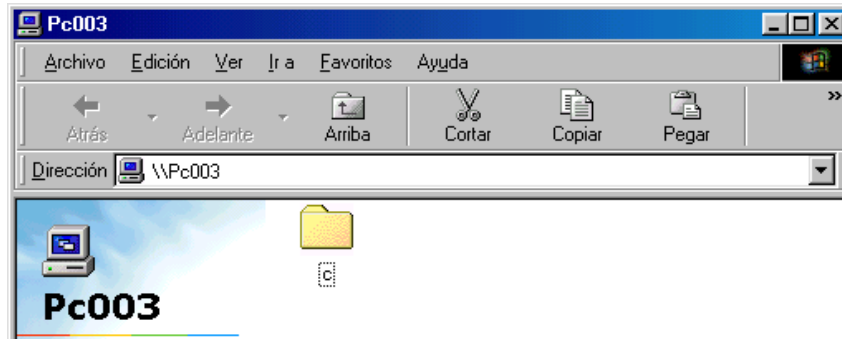 Pc003
Archivo Edición Ver Ir a Favoritos Ayuda
Atrás Adelante Arriba Cortar Copiar Pegar »
Dirección \\Pc003
c
Pc003